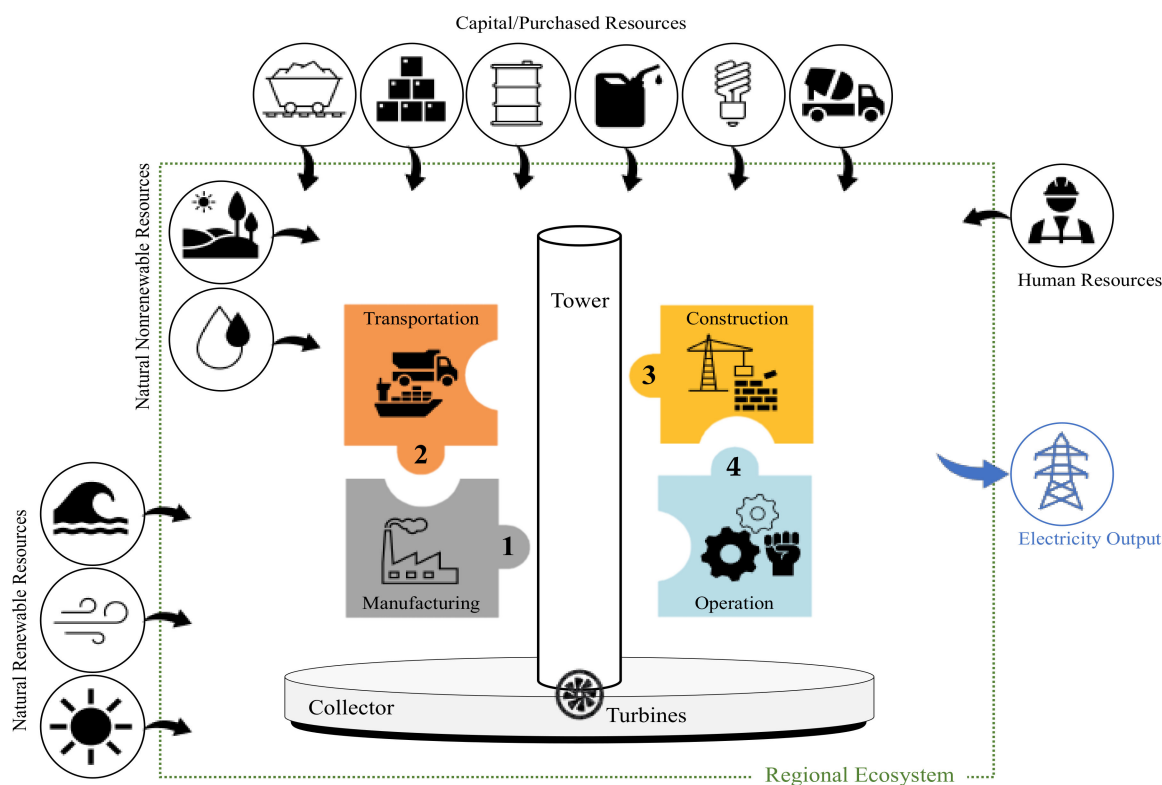 Capital/Purchased Resources
Natural Nonrenewable Resources
Human Resources
Tower
Transportation
2
Construction
3
Manufacturing
1
4
Operation
Electricity Output
Natural Renewable Resources
Collector
Turbines
Regional Ecosystem